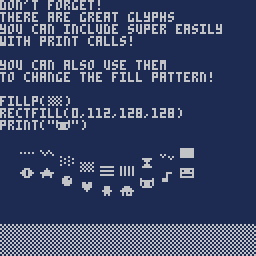 DON'T FORGET!
THERE ARE GREAT GLYPHS
YOU CAN INCLUDE SUPER EASILY
WITH PRINT CALLS!
YOU CAN ALSO USE THEM
TO CHANGE THE FILL PATTERN!
FILLP(▒)
RECTFILL(0,112,128,128)
PRINT("🐱")